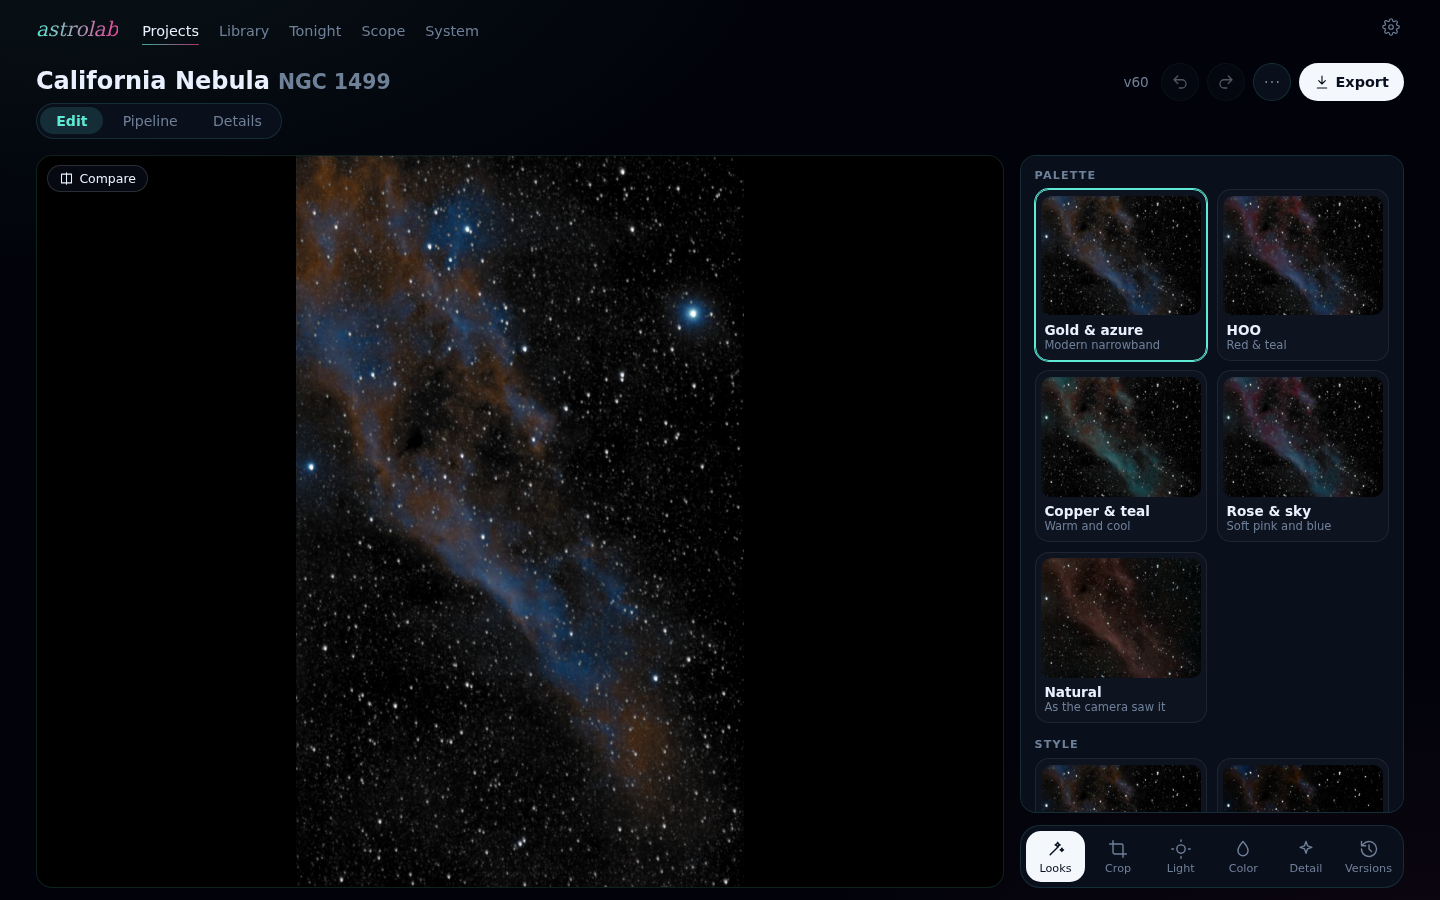 astrolab
Projects
Library
Tonight
Scope
System
California Nebula NGC 1499
v60
Export
Edit
Pipeline
Details
Compare
PALETTE
Gold & azure
Modern narrowband
HOO
Red & teal
Copper & teal
Warm and cool
Rose & sky
Soft pink and blue
Natural
As the camera saw it
STYLE
Looks
Crop
Light
Color
Detail
Versions